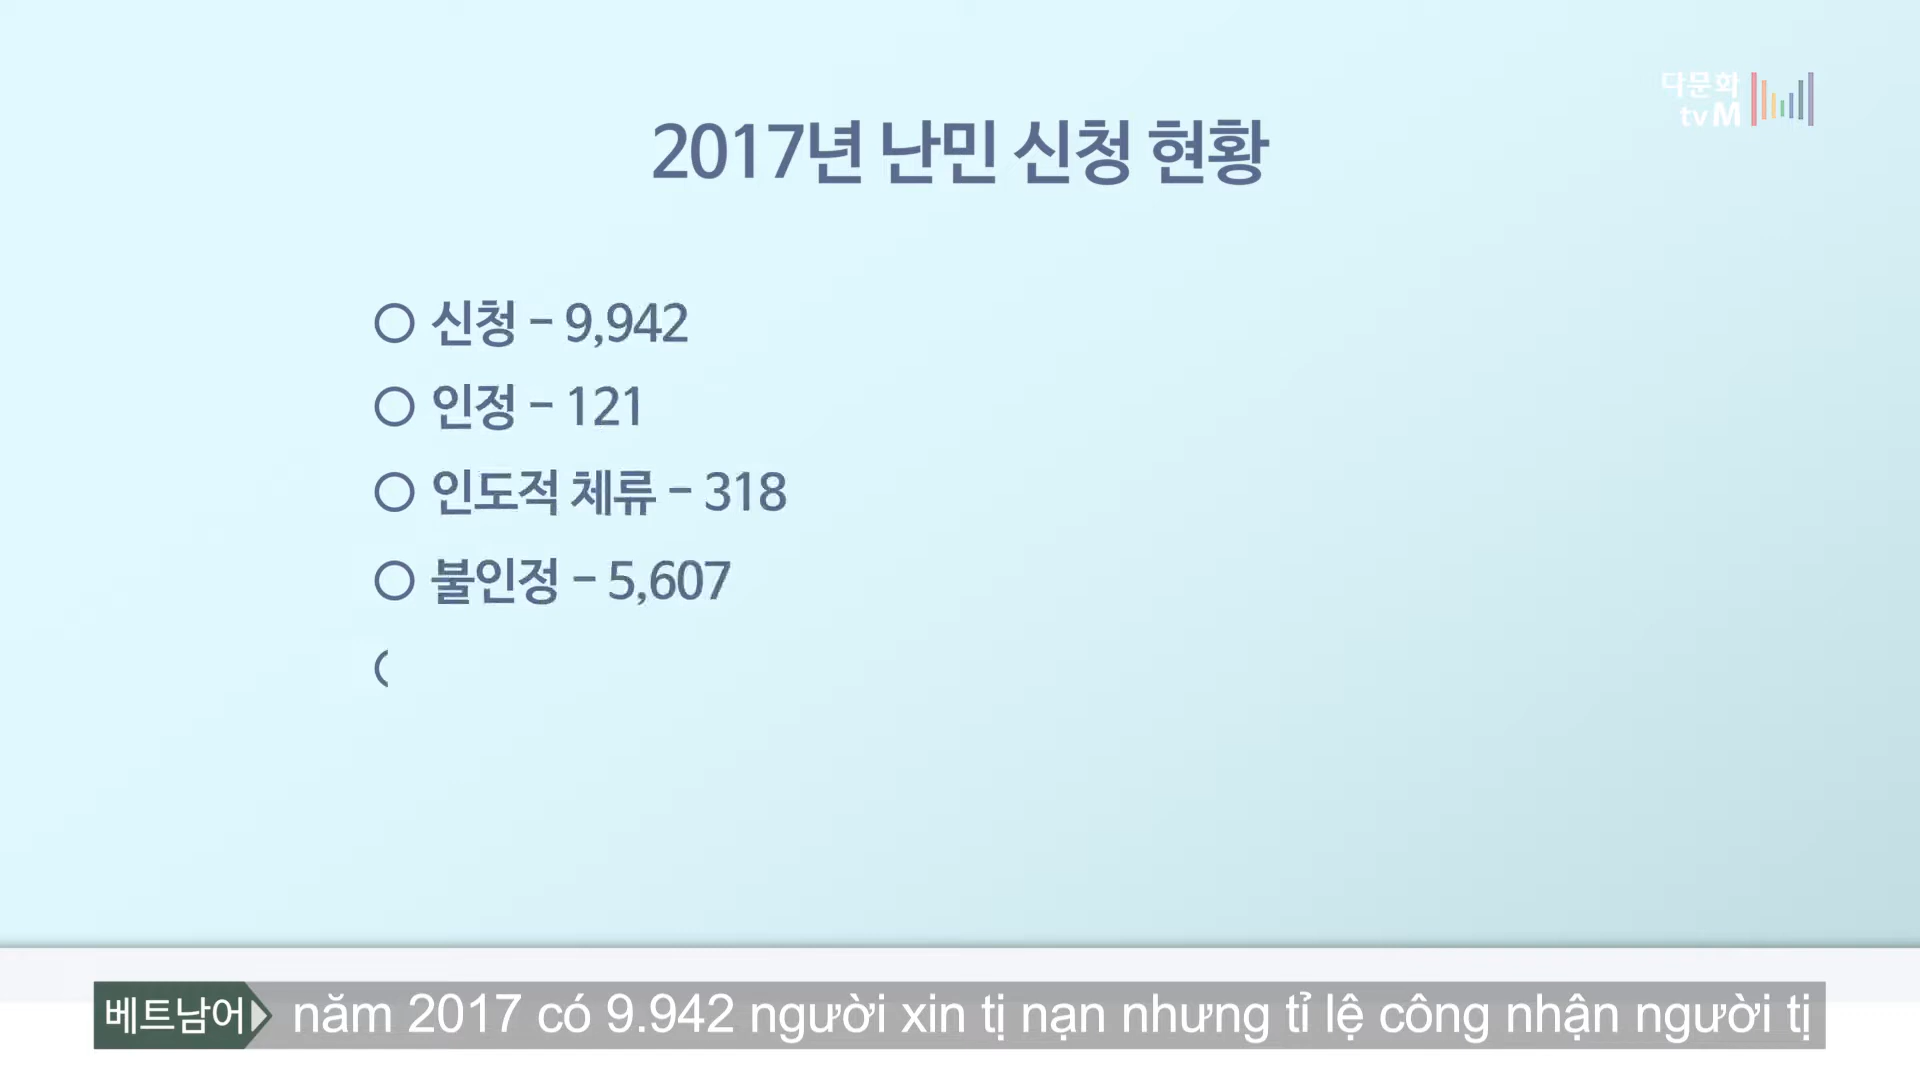 다문화
tv M
2017년 난민 신청 현황
○ 신청 - 9,942
○ 인정 - 121
○ 인도적 체류 - 318
○ 불인정 - 5,607
베트남어 năm 2017 có 9.942 người xin tị nạn nhưng tỉ lệ công nhận người tị